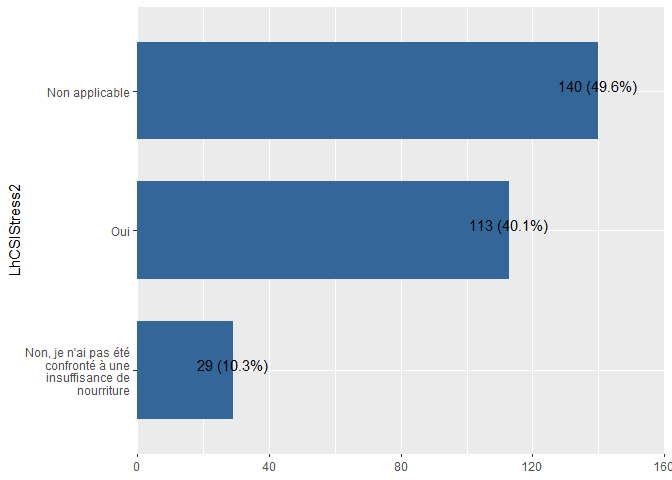 LhCSIStress2
Non applicable
140 (49.6%)
Oui
113 (40.1%)
Non, je n'ai pas été
confronté à une
insuffisance de
nourriture
29 (10.3%)
0 40 80 120 160